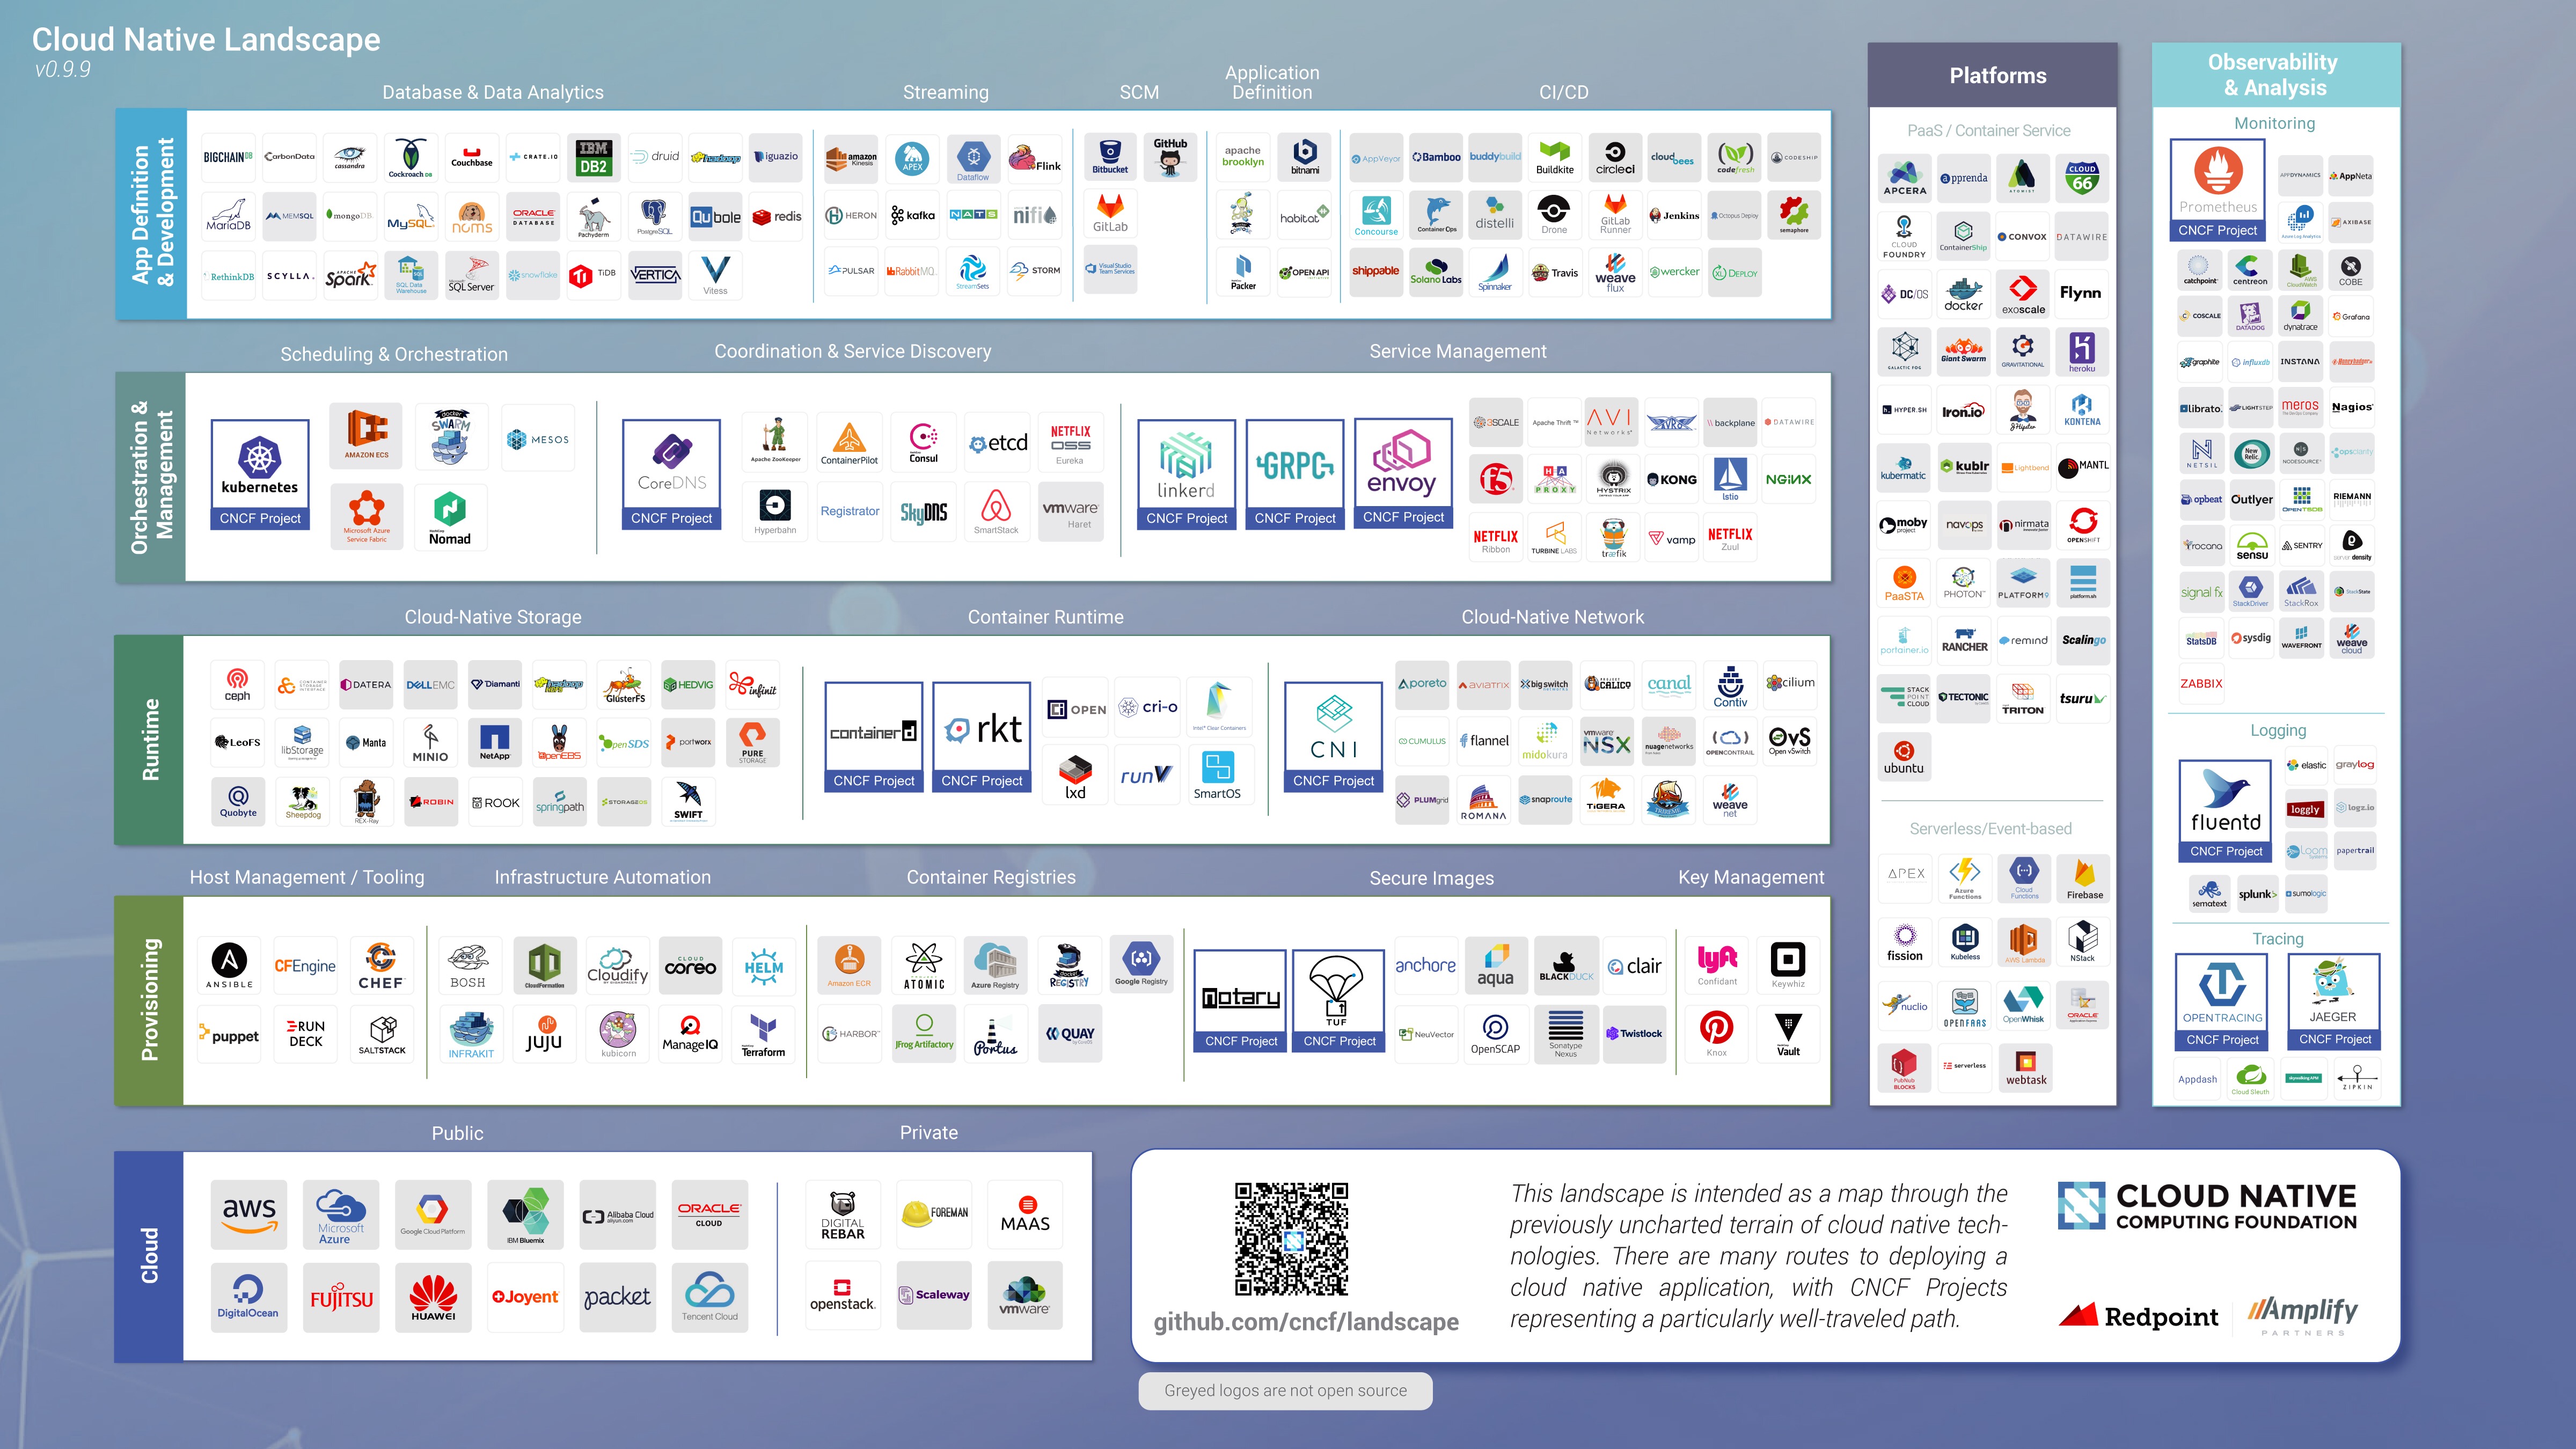 Cloud Native Landscape
v0.9.9
Database & Data Analytics
Streaming
SCM
Application
Definition
CI/CD
App Definition
& Development
BIGCHAINDB
CarbonData
cassandra
Cockroach DB
Couchbase
CRATE.IO
IBM
DB2
druid
hadoop
iguazio
MariaDB
MEMSQL
mongoDB
MySQL
noms
ORACLE
DATABASE
Pachyderm
PostgreSQL
Qubole
redis
RethinkDB
SCYLLA.
APACHE
Spark
SQL Data
Warehouse
SQL Server
snowflake
TiDB
VERTICA
Vitess
amazon
Kinesis
APEX
Dataflow
Flink
HERON
kafka
NATS
nifi
PULSAR
RabbitMQ
StreamSets
STORM
Bitbucket
GitHub
GitLab
Visual Studio
Team Services
apache
brooklyn
bitnami
habitat
Packer
OPEN API
AppVeyor
Bamboo
buddybuild
Buildkite
circleci
cloudbees
codefresh
CODESHIP
Concourse
Container Ops
distelli
Drone
GitLab
Runner
Jenkins
Octopus Deploy
semaphore
shippable
Solano Labs
Spinnaker
Travis
weave
flux
wercker
XL DEPLOY
Scheduling & Orchestration
Coordination & Service Discovery
Service Management
Orchestration &
Management
kubernetes
CNCF Project
AMAZON ECS
docker
SWARM
MESOS
Microsoft Azure
Service Fabric
Nomad
CoreDNS
CNCF Project
Apache ZooKeeper
ContainerPilot
Consul
etcd
NETFLIX
OSS
Eureka
Hyperbahn
Registrator
SkyDNS
SmartStack
vmware
Haret
linkerd
CNCF Project
GRPC
CNCF Project
envoy
CNCF Project
3SCALE
Apache Thrift ™
AVI
Networks
backplane
DATAWIRE
f5
HA
PROXY
HYSTRIX
KONG
Istio
NGINX
NETFLIX
Ribbon
TURBINE LABS
træfik
vamp
NETFLIX
Zuul
Cloud-Native Storage
Container Runtime
Cloud-Native Network
Runtime
ceph
CONTAINER
STORAGE
INTERFACE
DATERA
DELL EMC
Diamanti
hadoop
GlusterFS
HEDVIG
infinit
LeoFS
libStorage
Manta
MINIO
NetApp
OpenEBS
OpenSDS
portworx
PURE
STORAGE
Quobyte
Sheepdog
REX-Ray
ROBIN
ROOK
springpath
STORAGEOS
SWIFT
containerd
CNCF Project
rkt
CNCF Project
OPEN
cri-o
Intel® Clear Containers
lxd
runV
SmartOS
CNI
CNCF Project
aporeto
aviatrix
big switch
networks
PROJECT
CALICO
canal
Contiv
cilium
CUMULUS
flannel
midokura
vmware
NSX
nuagenetworks
OPENCONTRAIL
OvS
Open vSwitch
PLUMgrid
ROMANA
snaproute
TIGERA
weave
net
Host Management / Tooling
Infrastructure Automation
Container Registries
Secure Images
Key Management
Provisioning
ANSIBLE
CFEngine
CHEF
puppet
RUN
DECK
SALTSTACK
BOSH
CloudFormation
Cloudify
CLOUD
coreo
HELM
INFRAKIT
JUJU
kubicorn
ManageIQ
Terraform
Amazon ECR
ATOMIC
Azure Registry
docker
REGISTRY
Google Registry
HARBOR
JFrog Artifactory
Portus
QUAY
notary
CNCF Project
TUF
CNCF Project
anchore
aqua
BLACKDUCK
clair
NeuVector
OpenSCAP
Sonatype
Nexus
Twistlock
lyft
Confidant
Keywhiz
Knox
Vault
Public
Private
Cloud
aws
Microsoft
Azure
Google Cloud Platform
IBM Bluemix
Alibaba Cloud
aliyun.com
ORACLE
CLOUD
DigitalOcean
FUJITSU
HUAWEI
Joyent
packet
Tencent Cloud
DIGITAL
REBAR
FOREMAN
MAAS
openstack.
Scaleway
vmware
Platforms
PaaS / Container Service
APCERA
apprenda
ATOMIST
CLOUD
66
CLOUD
FOUNDRY
ContainerShip
CONVOX
DATAWIRE
DC/OS
docker
exoscale
Flynn
GALACTIC FOG
Giant Swarm
GRAVITATIONAL
heroku
HYPER.SH
Iron.io
JHipster
KONTENA
kubermatic
kublr
Lightbend
MANTL
moby
project
navops
nirmata
OPENSHIFT
PaaSTA
PHOTON
PLATFORM9
platform.sh
portainer.io
RANCHER
remind
Scalingo
STACK
POINT
CLOUD
TECTONIC
TRITON
tsuru
ubuntu
Serverless/Event-based
APEX
Azure
Functions
Cloud
Functions
Firebase
fission
Kubeless
AWS Lambda
NStack
nuclio
OPENFAAS
OpenWhisk
ORACLE
PubNub
BLOCKS
serverless
webtask
Observability
& Analysis
Monitoring
Prometheus
CNCF Project
APPDYNAMICS
AppNeta
Azure Log Analytics
AXIBASE
catchpoint
centreon
AWS
CloudWatch
COBE
COSCALE
DATADOG
dynatrace
Grafana
graphite
influxdb
INSTANA
librato.
LIGHTSTEP
meros
Nagios
NETSIL
New
Relic.
NODESOURCE
opsclarity
opbeat
Outlyer
OPENTSDB
RIEMANN
rocana
sensu
SENTRY
server density
signal fx
StackDriver
StackRox
StackState
StatsDB
sysdig
WAVEFRONT
weave
cloud
ZABBIX
Logging
fluentd
CNCF Project
elastic
graylog
loggly
logz.io
Loom
Systems
papertrail
sematext
splunk>
sumologic
Tracing
OPENTRACING
CNCF Project
JAEGER
CNCF Project
Appdash
Cloud Sleuth
skywalking APM
ZIPKIN
github.com/cncf/landscape
This landscape is intended as a map through the
previously uncharted terrain of cloud native tech-
nologies. There are many routes to deploying a
cloud native application, with CNCF Projects
representing a particularly well-traveled path.
CLOUD NATIVE
COMPUTING FOUNDATION
Redpoint
Amplify
PARTNERS
Greyed logos are not open source